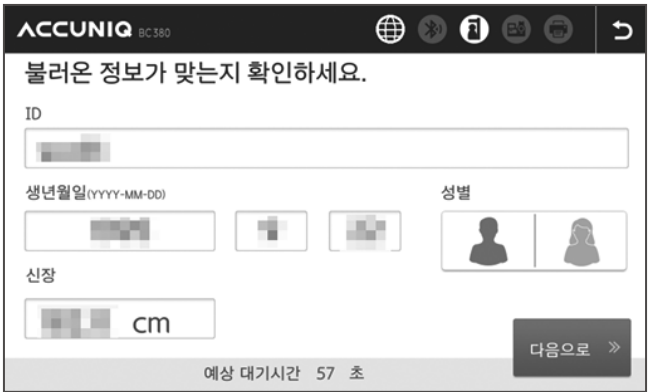 ACCUNIQ BC380
불러온 정보가 맞는지 확인하세요.
ID
생년월일(YYYY-MM-DD)
성별
신장
cm
다음으로 »
예상 대기시간 57 초